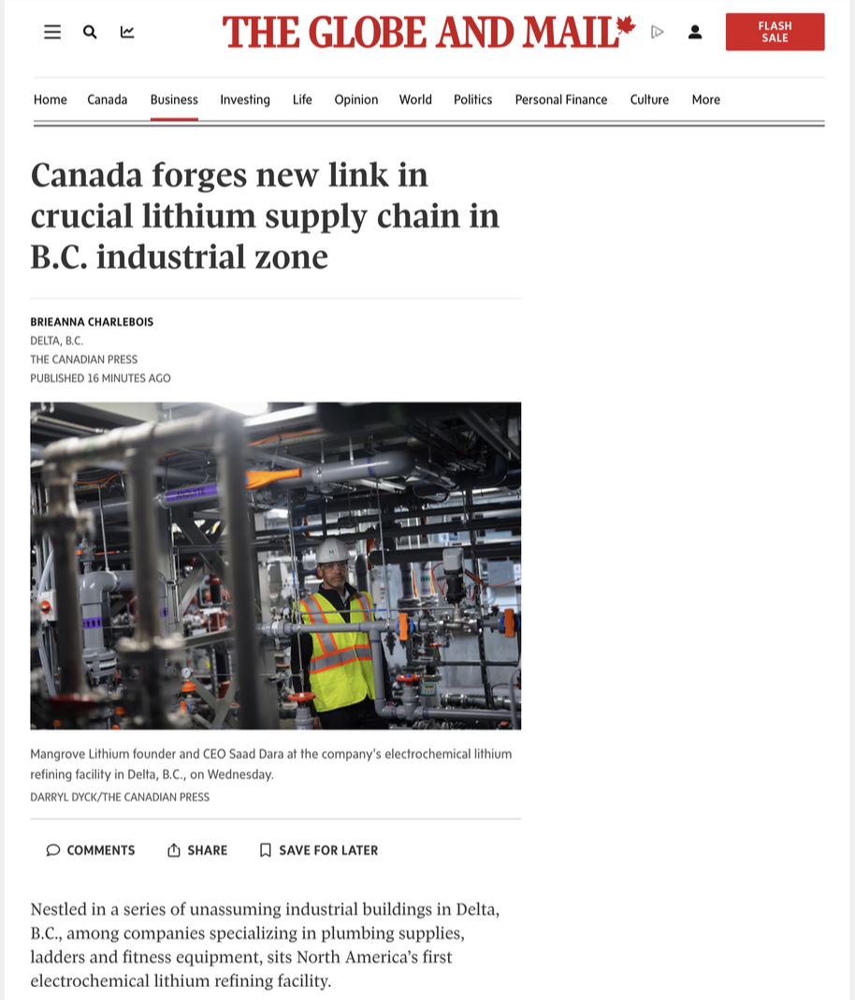 THE GLOBE AND MAIL
FLASH
SALE
Home Canada Business Investing Life Opinion World Politics Personal Finance Culture More
Canada forges new link in
crucial lithium supply chain in
B.C. industrial zone
BRIEANNA CHARLEBOIS
DELTA, B.C.
THE CANADIAN PRESS
PUBLISHED 16 MINUTES AGO
Mangrove Lithium founder and CEO Saad Dara at the company's electrochemical lithium
refining facility in Delta, B.C., on Wednesday.
DARRYL DYCK/THE CANADIAN PRESS
COMMENTS SHARE SAVE FOR LATER
Nestled in a series of unassuming industrial buildings in Delta,
B.C., among companies specializing in plumbing supplies,
ladders and fitness equipment, sits North America’s first
electrochemical lithium refining facility.